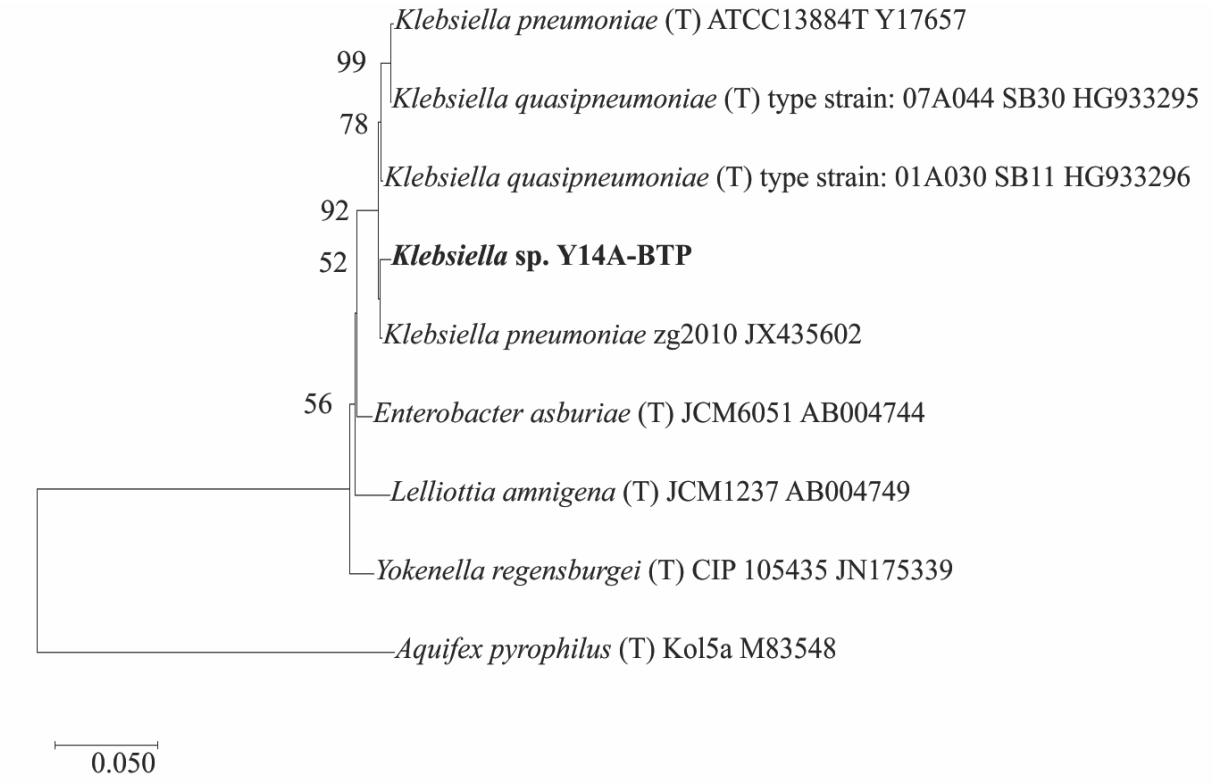 Klebsiella pneumoniae (T) ATCC13884T Y17657
99
Klebsiella quasipneumoniae (T) type strain: 07A044 SB30 HG933295
78
Klebsiella quasipneumoniae (T) type strain: 01A030 SB11 HG933296
92
Klebsiella sp. Y14A-BTP
52
Klebsiella pneumoniae zg2010 JX435602
56
Enterobacter asburiae (T) JCM6051 AB004744
Lelliottia amnigena (T) JCM1237 AB004749
Yokenella regensburgei (T) CIP 105435 JN175339
Aquifex pyrophilus (T) Kol5a M83548
0.050